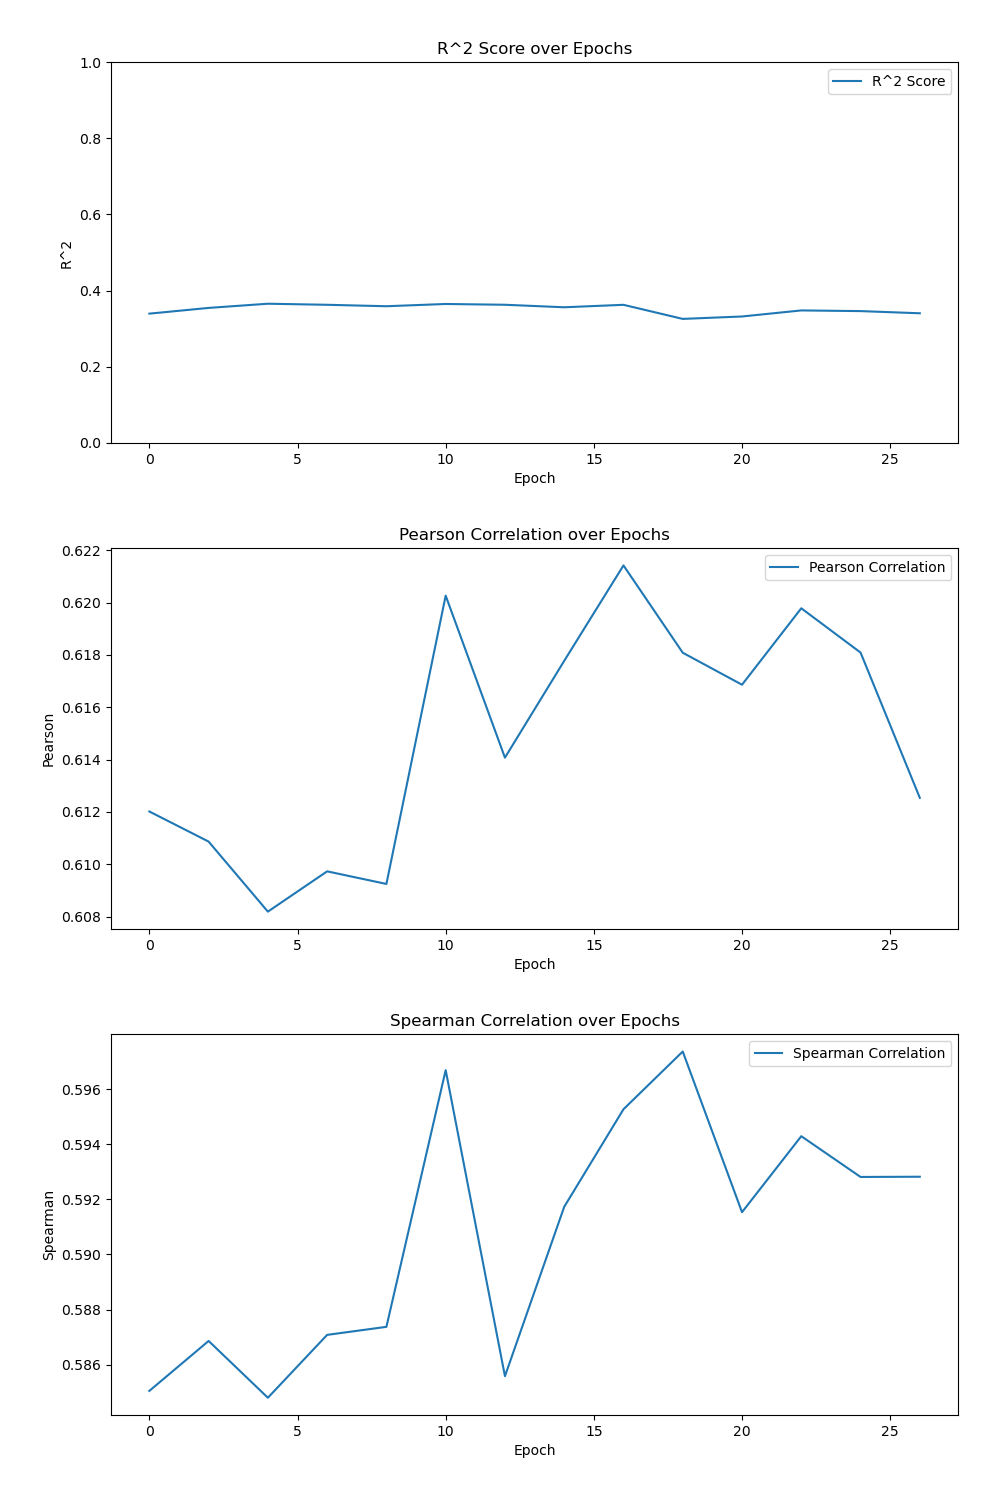 R^2 Score over Epochs
1.0
R^2 Score
0.8
0.6
R^2
0.4
0.2
0.0
0 5 10 15 20 25
Epoch
Pearson Correlation over Epochs
0.622
Pearson Correlation
0.620
0.618
0.616
Pearson
0.614
0.612
0.610
0.608
0 5 10 15 20 25
Epoch
Spearman Correlation over Epochs
Spearman Correlation
0.596
0.594
0.592
Spearman
0.590
0.588
0.586
0 5 10 15 20 25
Epoch